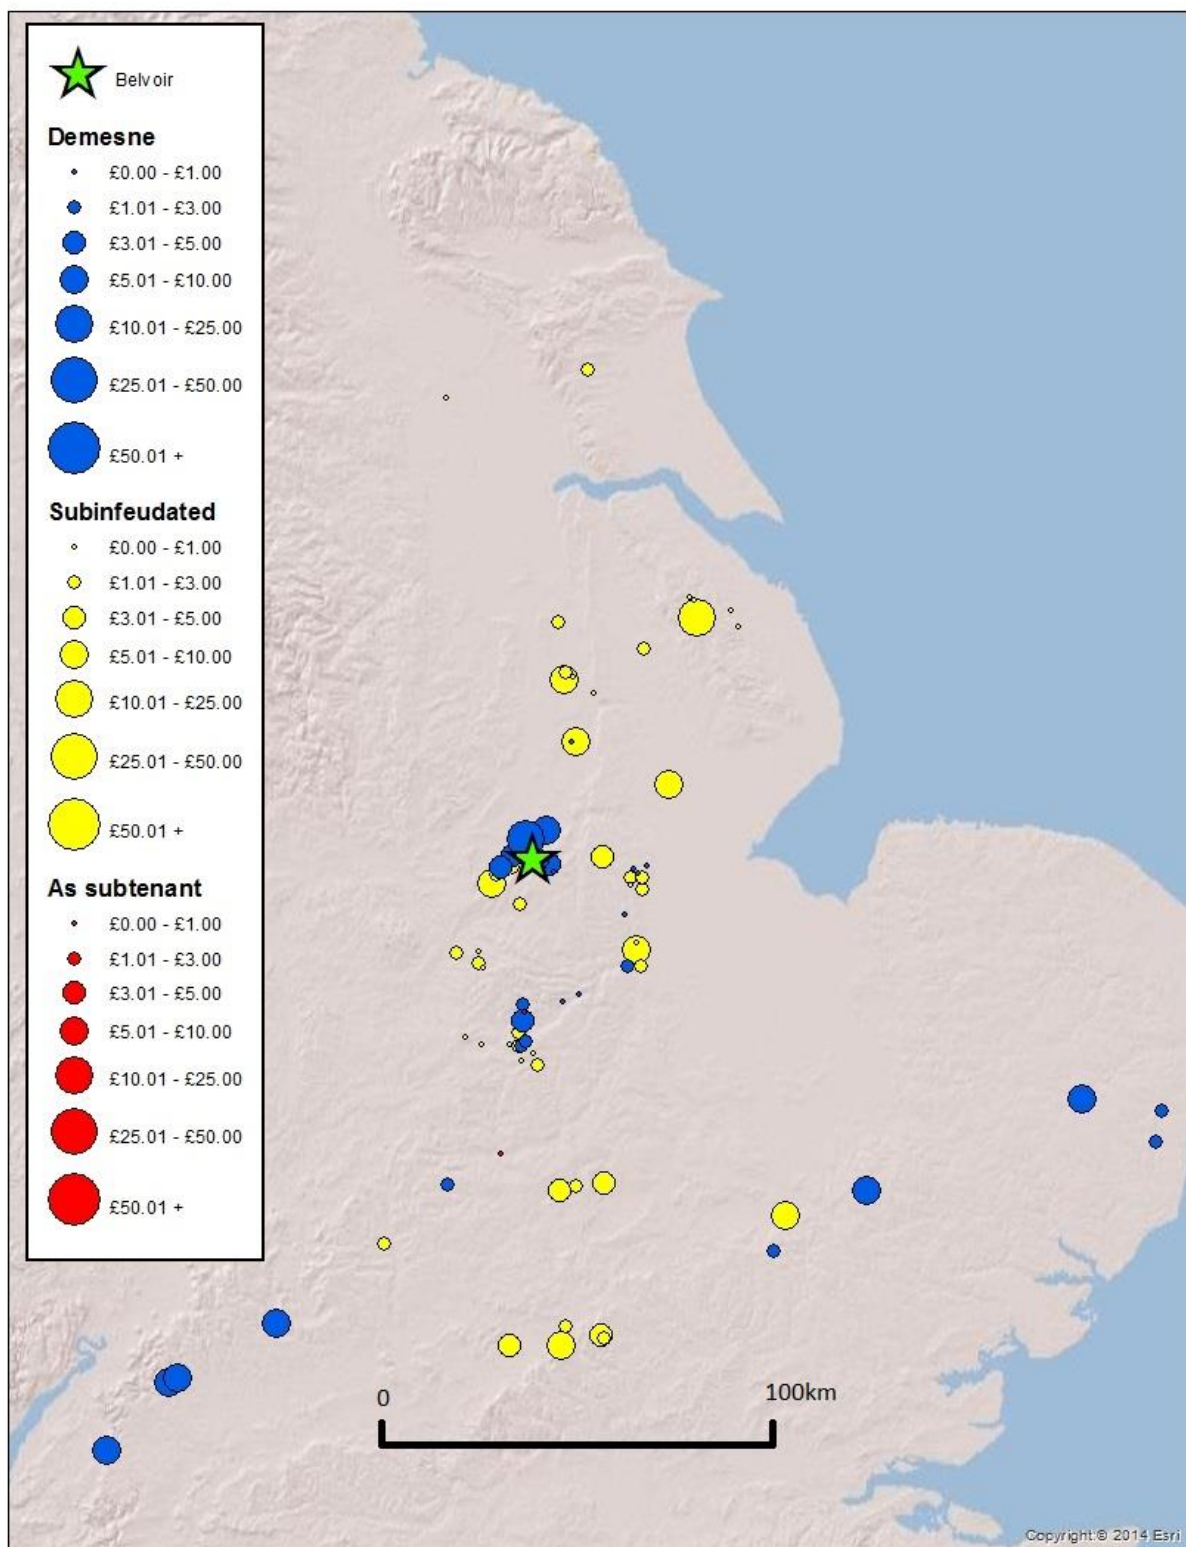 Belvoir
Demesne
£0.00 - £1.00
£1.01 - £3.00
£3.01 - £5.00
£5.01 - £10.00
£10.01 - £25.00
£25.01 - £50.00
£50.01 +
Subinfeudated
£0.00 - £1.00
£1.01 - £3.00
£3.01 - £5.00
£5.01 - £10.00
£10.01 - £25.00
£25.01 - £50.00
£50.01 +
As subtenant
£0.00 - £1.00
£1.01 - £3.00
£3.01 - £5.00
£5.01 - £10.00
£10.01 - £25.00
£25.01 - £50.00
£50.01 +
0 100km
Copyright:© 2014 Esri